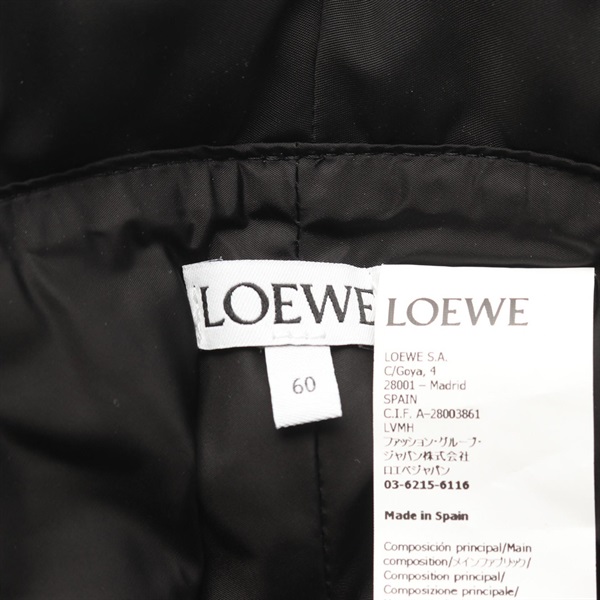 LOEWE
60
LOEWE
LOEWE S.A.
C/Goya, 4
28001 – Madrid
SPAIN
C.I.F. A-28003861
LVMH
ファッション・グループ・
ジャパン株式会社
ロエベジャパン
03-6215-6116
Made in Spain
Composición principal/Main
composition/メインファブリック/
Composition principal/
Composizione principale/